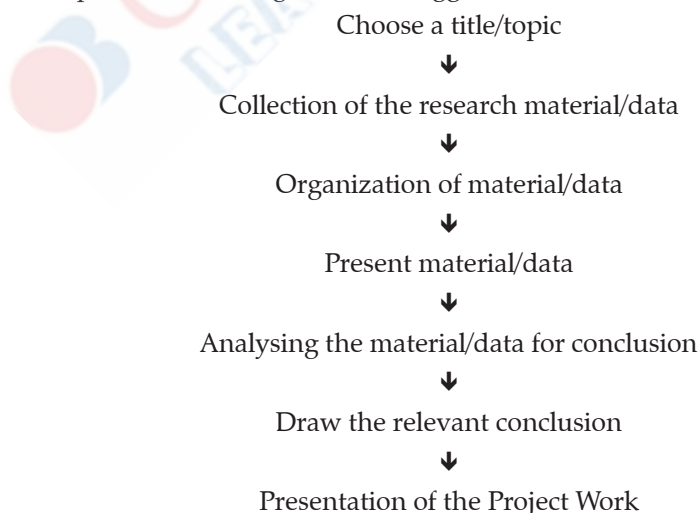 Choose a title/topic
↓
Collection of the research material/data
↓
Organization of material/data
↓
Present material/data
↓
Analysing the material/data for conclusion
↓
Draw the relevant conclusion
↓
Presentation of the Project Work